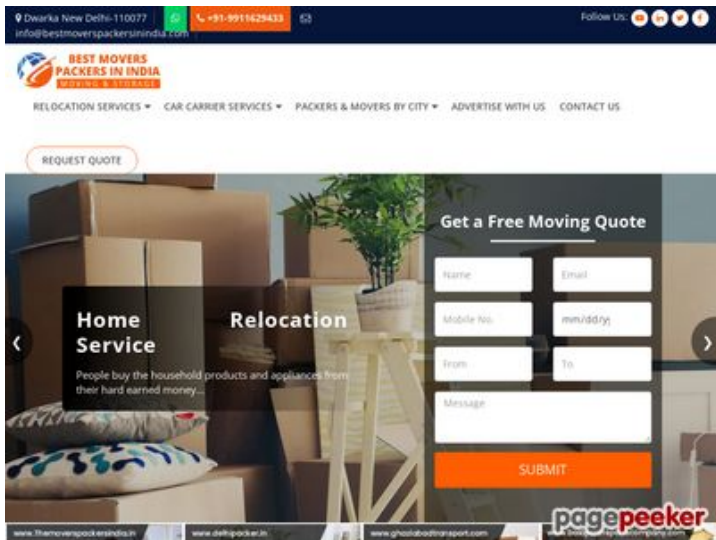 Dwarka New Delhi-110077
+91-9911629433
Follow Us:
info@bestmoverspackersinindia.com
BEST MOVERS
PACKERS IN INDIA
MOVING & STORAGE
RELOCATION SERVICES CAR CARRIER SERVICES PACKERS & MOVERS BY CITY ADVERTISE WITH US CONTACT US
REQUEST QUOTE
Get a Free Moving Quote
Name Email
Mobile No. mm/dd/y
From To
Message
SUBMIT
Home Relocation
Service
People buy the household products and appliances from
their hard earned money...
pagepeeker
www.Themoverspackersindia.in www.delhipacker.in www.ghaziabadtransport.com